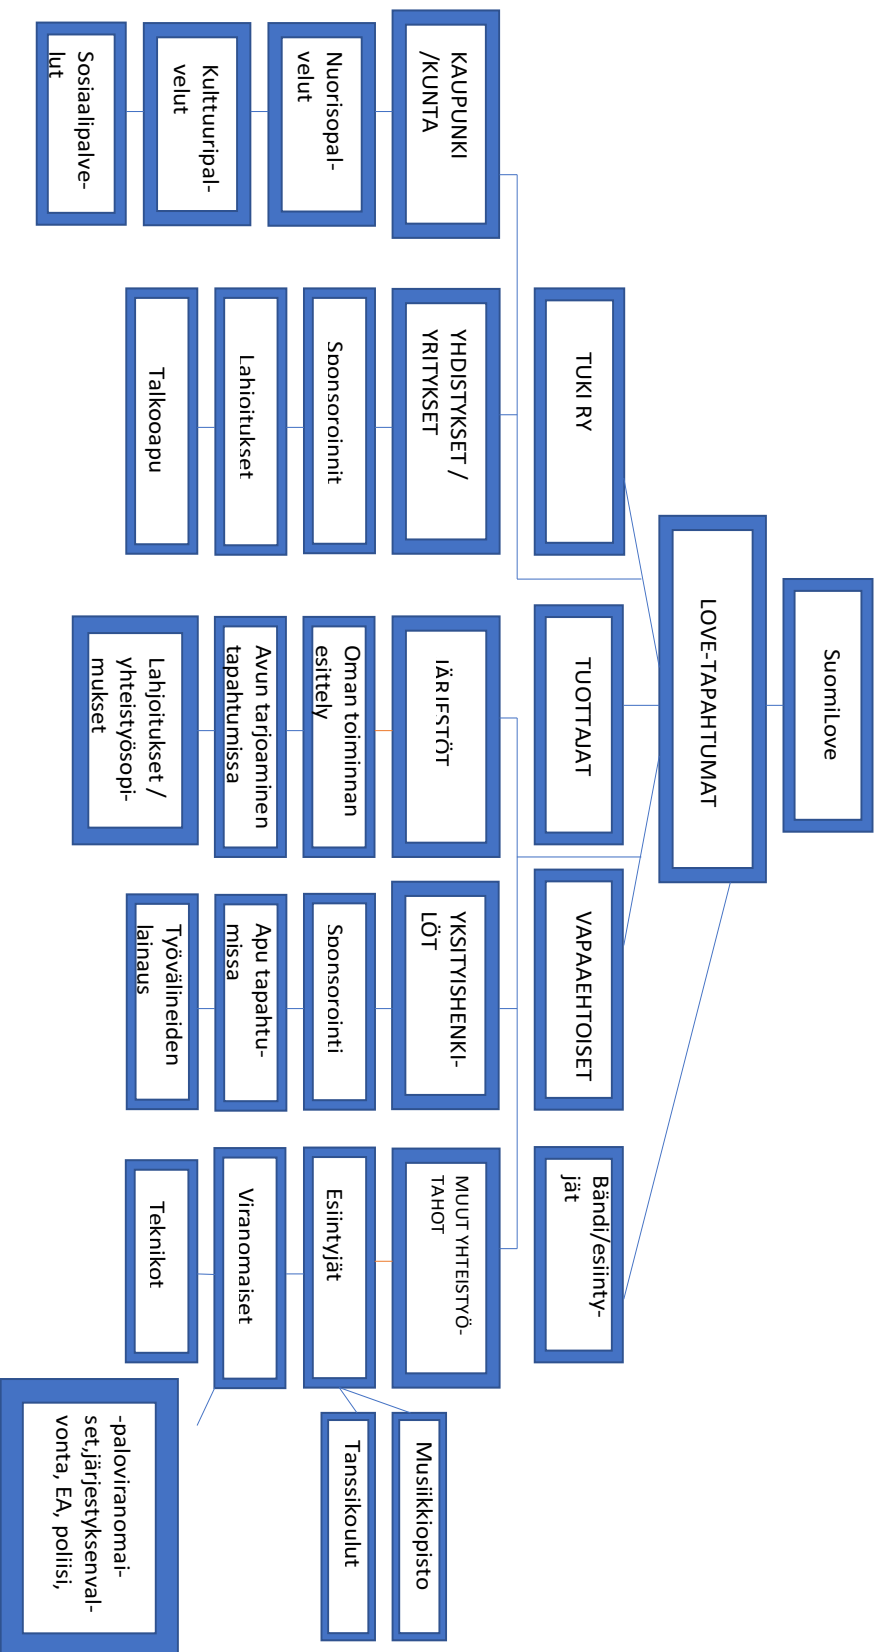 SuomiLove
LOVE-TAPAHTUMAT
TUKI RY
TUOTTAJAT
VAPAAEHTOISET
Bändi/esiinty-
jät
KAUPUNKI
/KUNTA
Nuorisopal-
velut
Kulttuuripal-
velut
Sosiaalipalve-
lut
YHDISTYKSET /
YRITYKSET
Sponsoroinnit
Lahjoitukset
Talkooapu
JÄRJESTÖT
Oman toiminnan
esittely
Avun tarjoaminen
tapahtumissa
Lahjoitukset /
yhteistyösopi-
mukset
YKSITYISHENKI-
LÖT
Sponsorointi
Apu tapahtu-
missa
Työvälineiden
lainaus
MUUT YHTEISTYÖ-
TAHOT
Esiintyjät
Viranomaiset
Teknikot
Musiikkiopisto
Tanssikoulut
-paloviranomai-
set,järjestyksenval-
vonta, EA, poliisi,